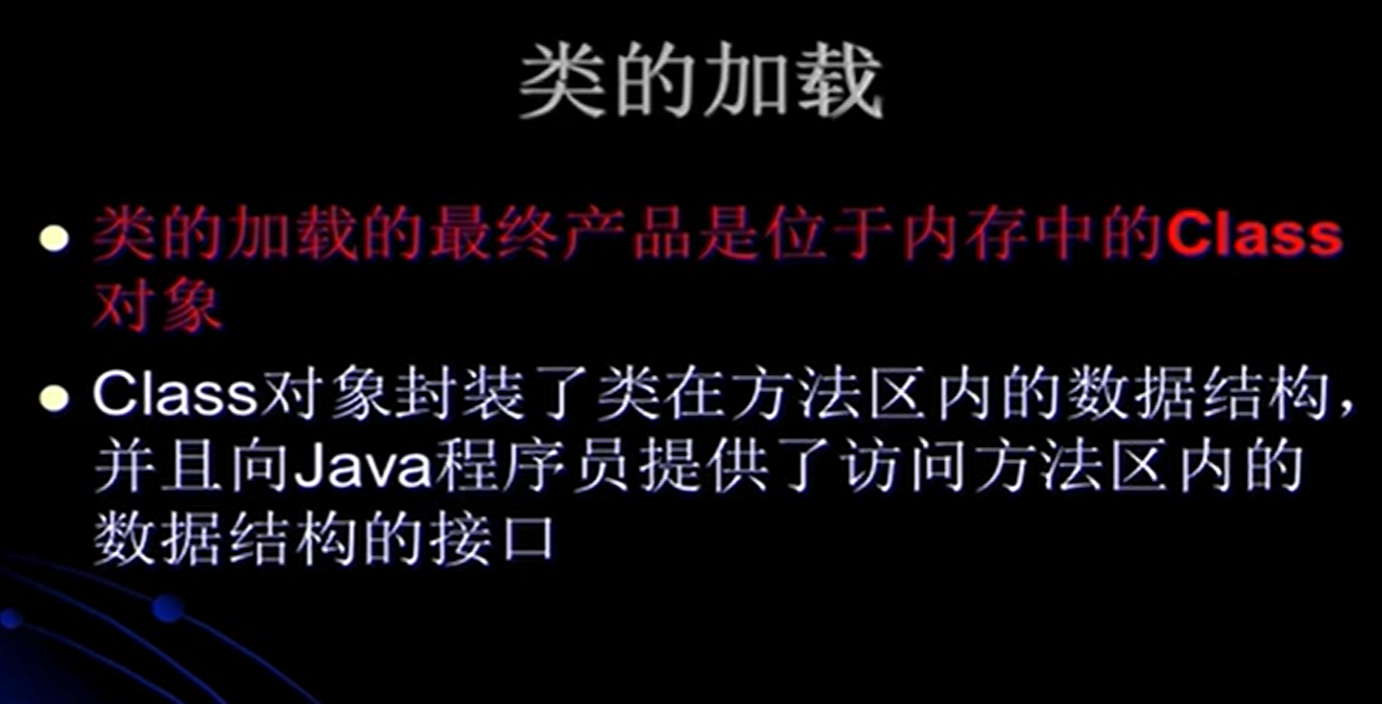 类的加载
类的加载的最终产品是位于内存中的Class
对象
Class对象封装了类在方法区内的数据结构，
并且向Java程序员提供了访问方法区内的
数据结构的接口